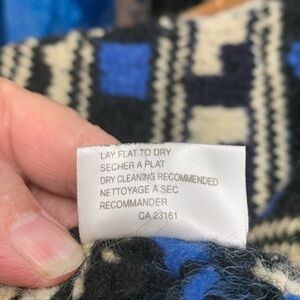 LAY FLAT TO DRY
SECHER A PLAT
DRY CLEANING RECOMMENDED
NETTOYAGE À SEC
RECOMMANDER
CA 23161